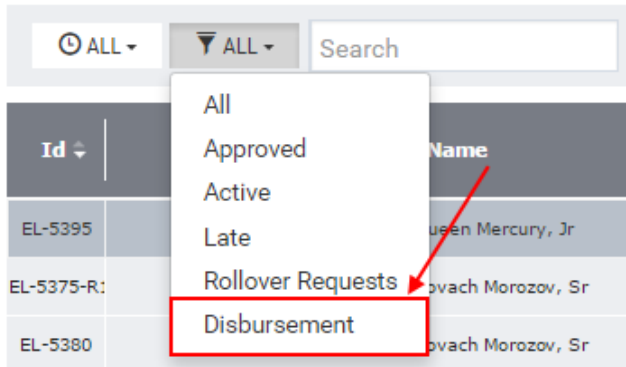 ALL ALL Search
All
Approved
Active
Late
Rollover Requests
Disbursement
Id Name
EL-5395 ueen Mercury, Jr
EL-5375-R1 ovach Morozov, Sr
EL-5380 ovach Morozov, Sr